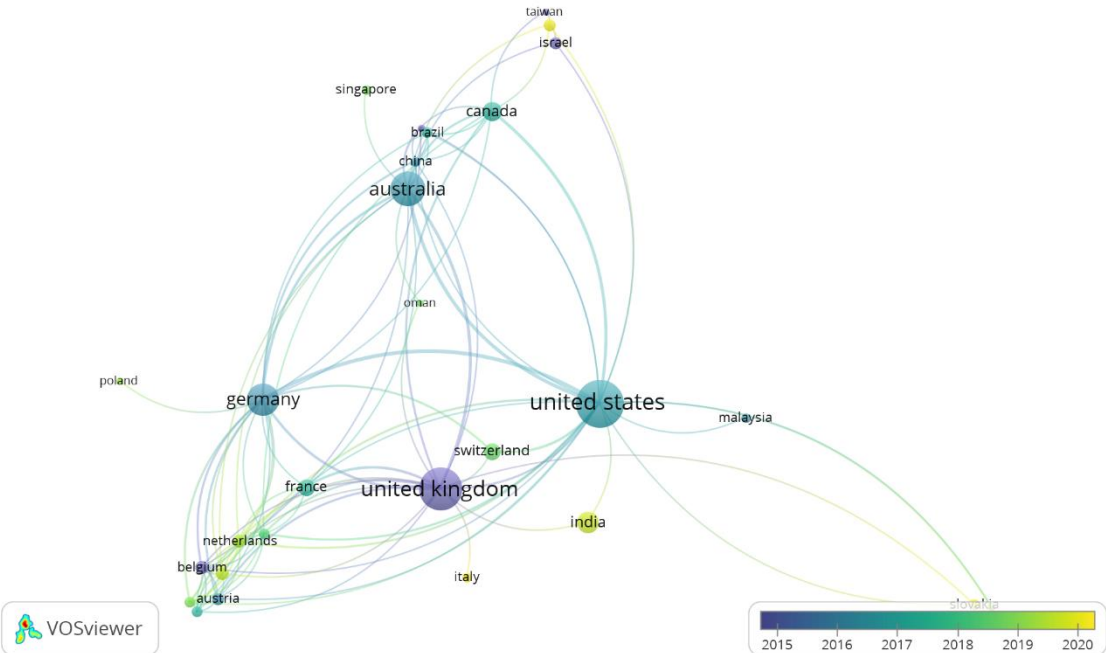 taiwan
israel
singapore
canada
brazil
china
australia
oman
poland
germany
united states
malaysia
switzerland
france
united kingdom
india
netherlands
belgium
italy
austria
slovakia
VOSviewer
2015 2016 2017 2018 2019 2020